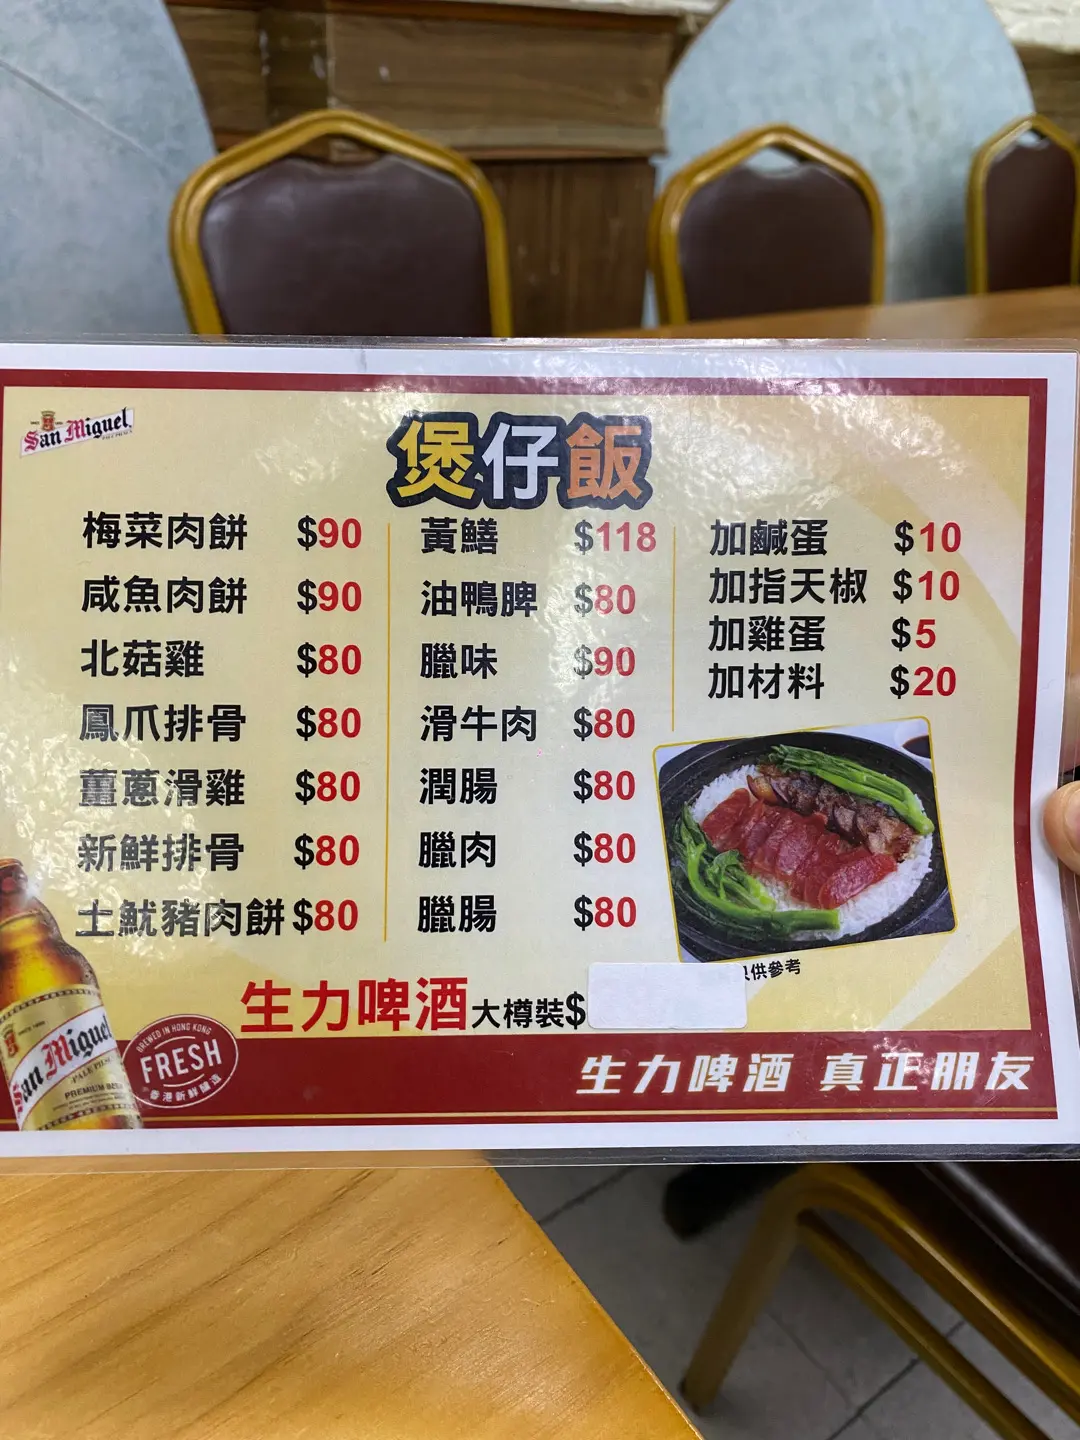 San Miguel
煲仔飯
梅菜肉餅 $90
咸魚肉餅 $90
北菇雞 $80
鳳爪排骨 $80
薑蔥滑雞 $80
新鮮排骨 $80
土魷豬肉餅 $80
黃鱔 $118
油鴨脾 $80
臘味 $90
滑牛肉 $80
潤腸 $80
臘肉 $80
臘腸 $80
加鹹蛋 $10
加指天椒 $10
加雞蛋 $5
加材料 $20
供參考
生力啤酒大樽裝$
San Miguel
PALE PILSEN
PREMIUM BEER
BREWED IN HONG KONG
FRESH
香港新鮮釀造
生力啤酒 真正朋友